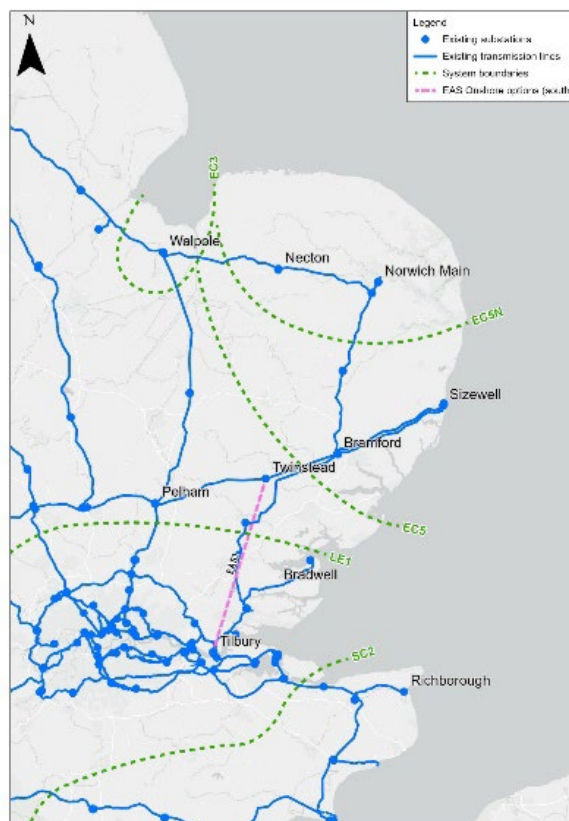 N
Legend
Existing substations
Existing transmission lines
System boundaries
EAS Onshore options (south
EC3
Walpole
Necton
Norwich Main
EC5N
Sizewell
Bramford
Twinstead
Pelham
EC5
LE1
EAS1
Bradwell
Tilbury
SC2
Richborough